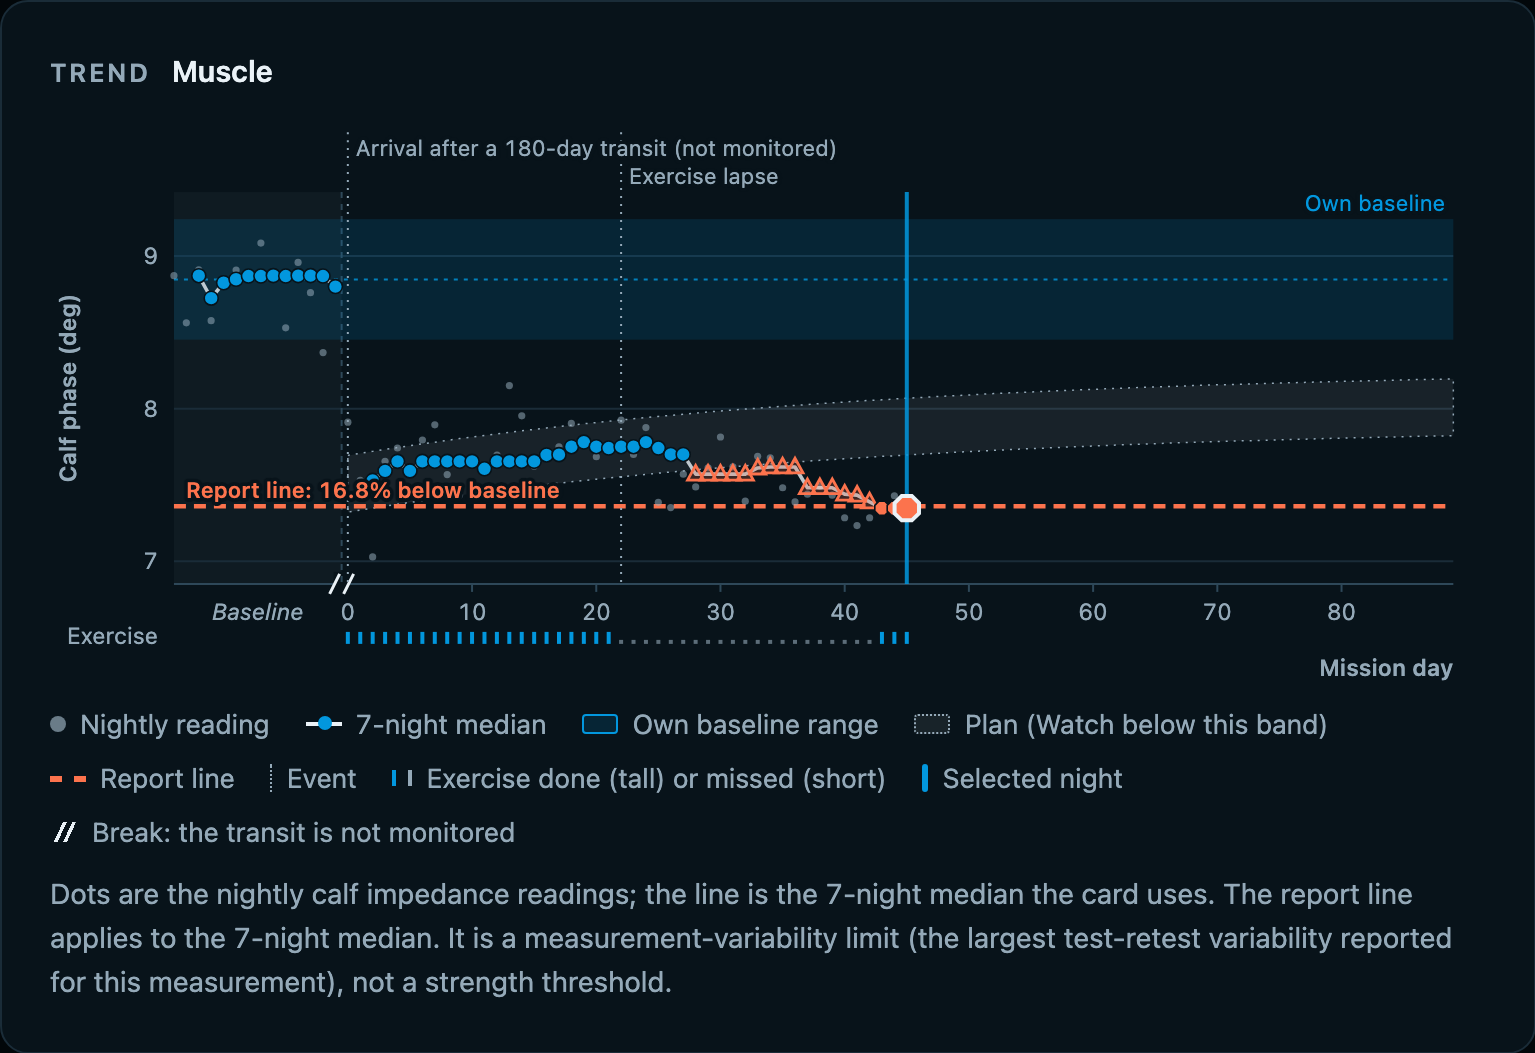 TREND Muscle
Arrival after a 180-day transit (not monitored)
Exercise lapse
Own baseline
9
8
7
Calf phase (deg)
Report line: 16.8% below baseline
Baseline 0 10 20 30 40 50 60 70 80
Exercise
Mission day
Nightly reading 7-night median Own baseline range Plan (Watch below this band)
Report line Event Exercise done (tall) or missed (short) Selected night
Break: the transit is not monitored
Dots are the nightly calf impedance readings; the line is the 7-night median the card uses. The report line
applies to the 7-night median. It is a measurement-variability limit (the largest test-retest variability reported
for this measurement), not a strength threshold.